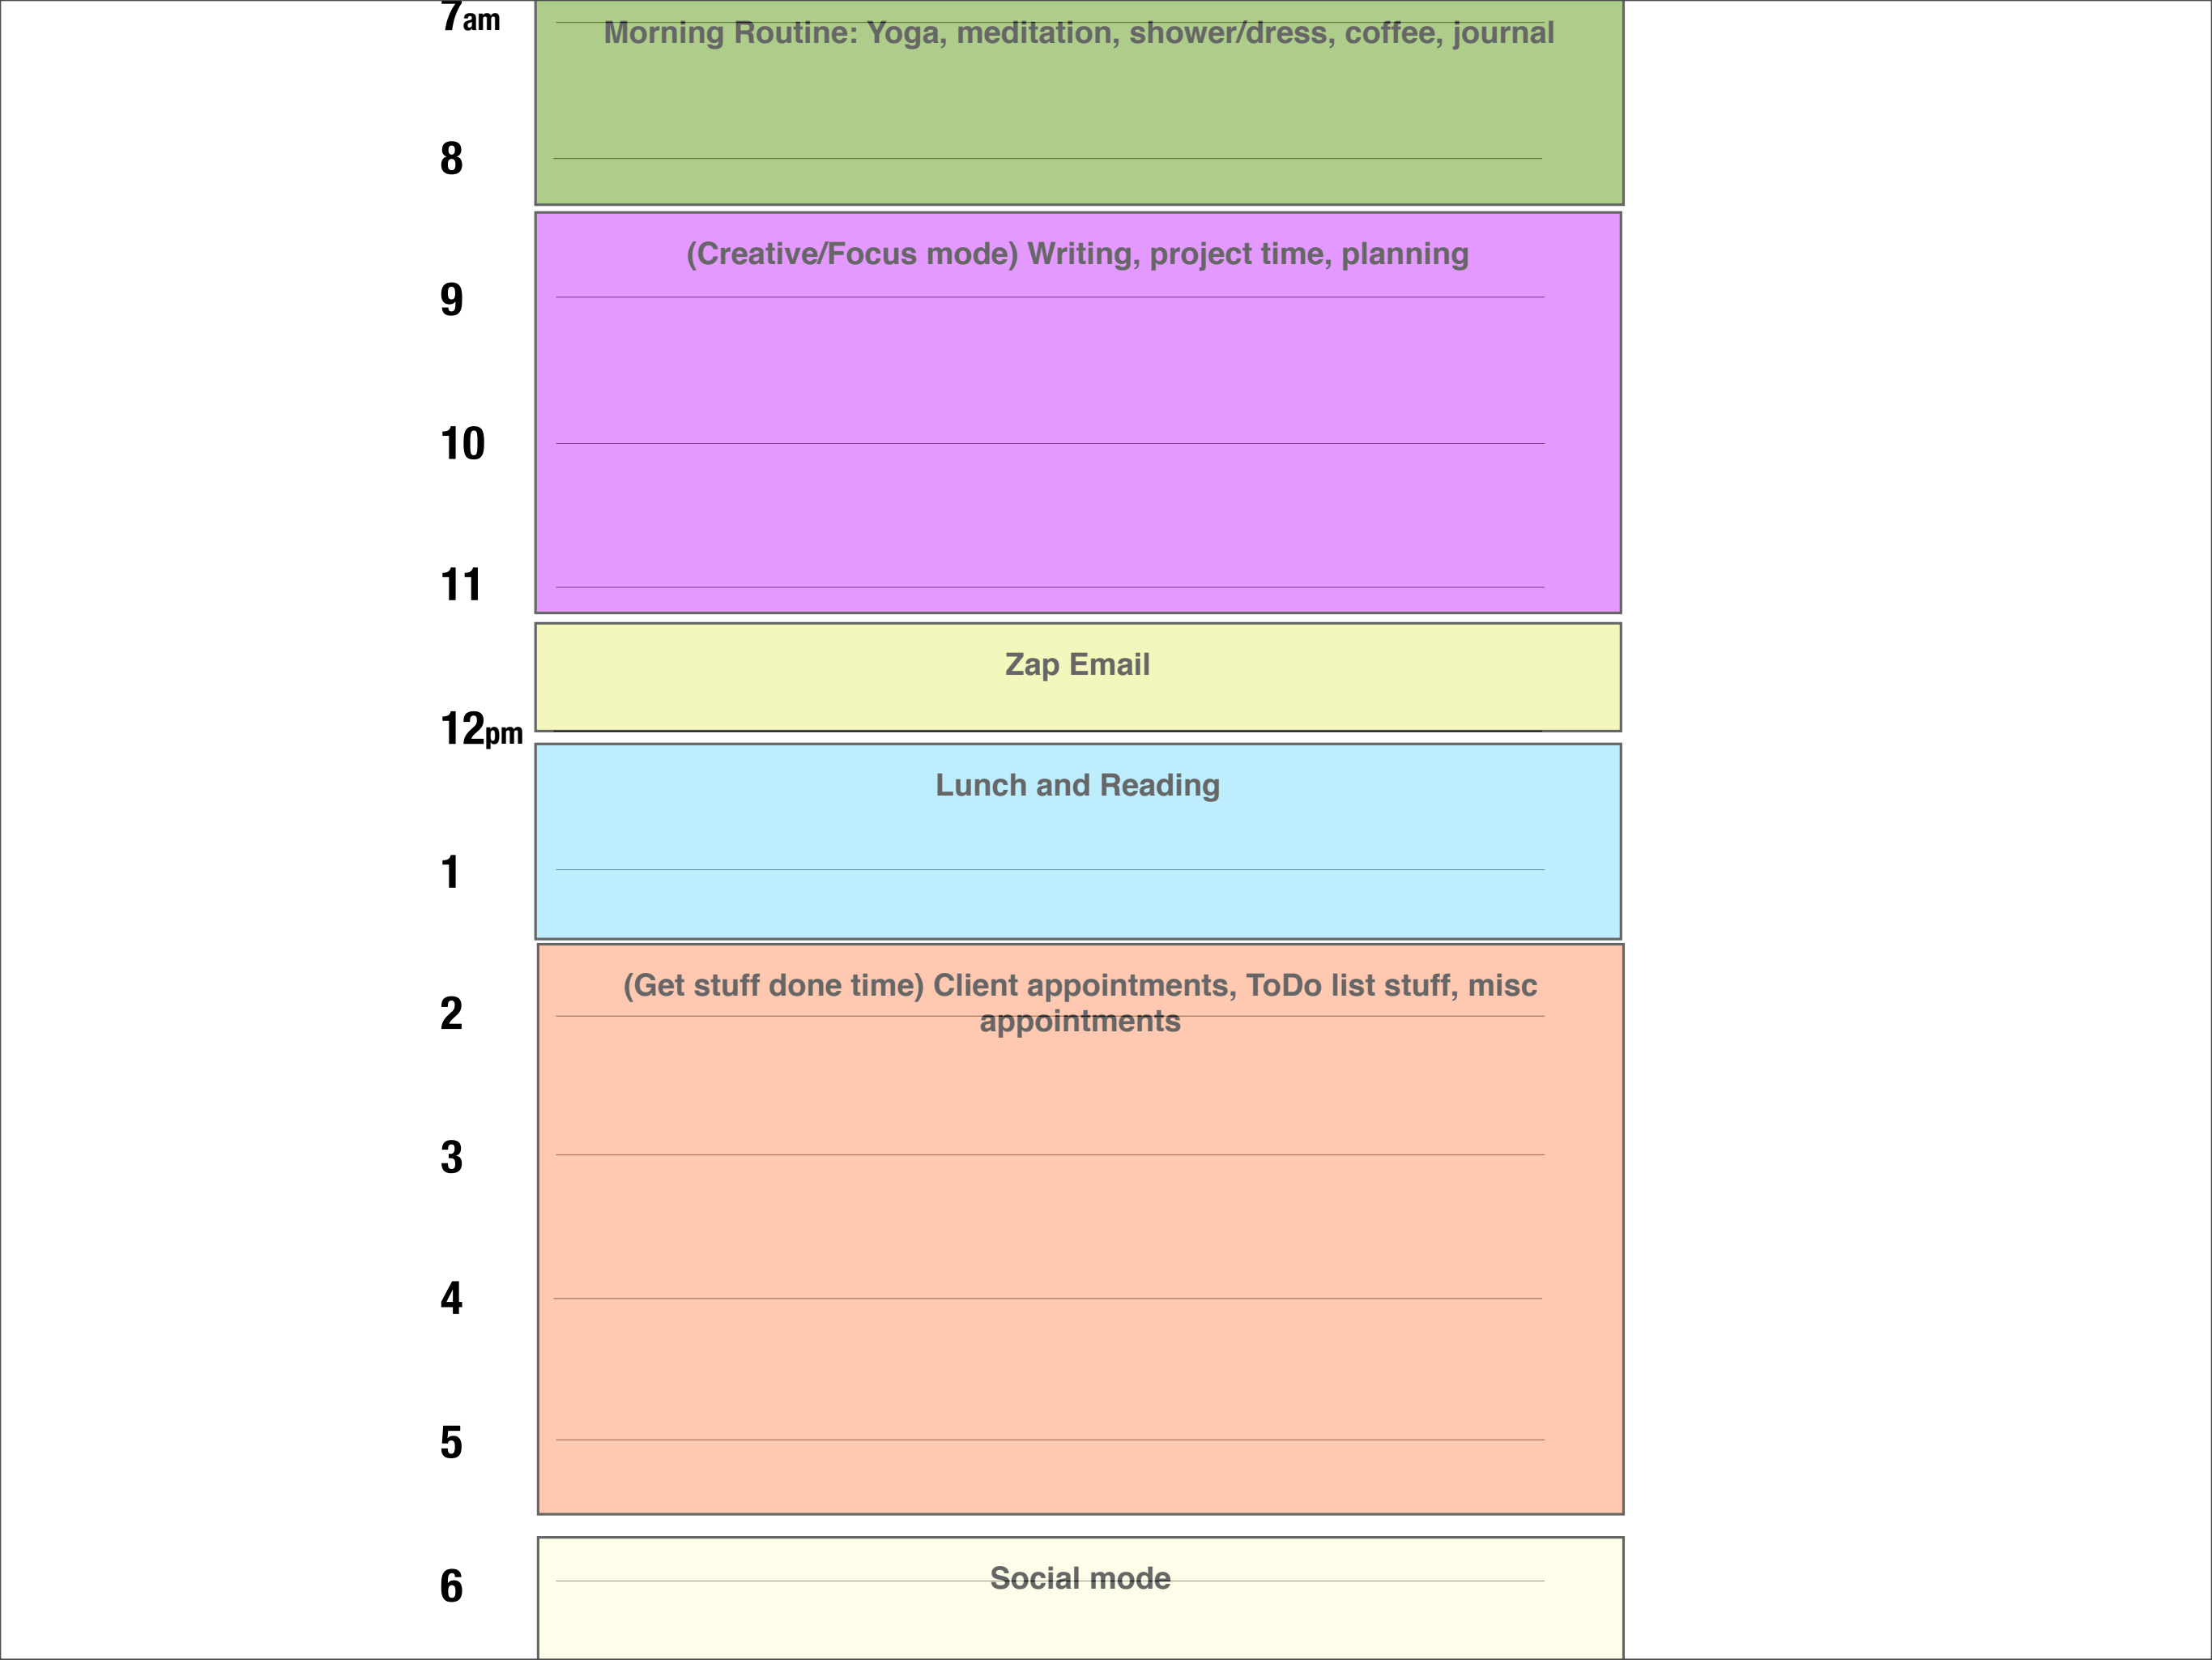 7am
Morning Routine: Yoga, meditation, shower/dress, coffee, journal
8
(Creative/Focus mode) Writing, project time, planning
9
10
11
Zap Email
12pm
Lunch and Reading
1
(Get stuff done time) Client appointments, ToDo list stuff, misc
appointments
2
3
4
5
Social mode
6